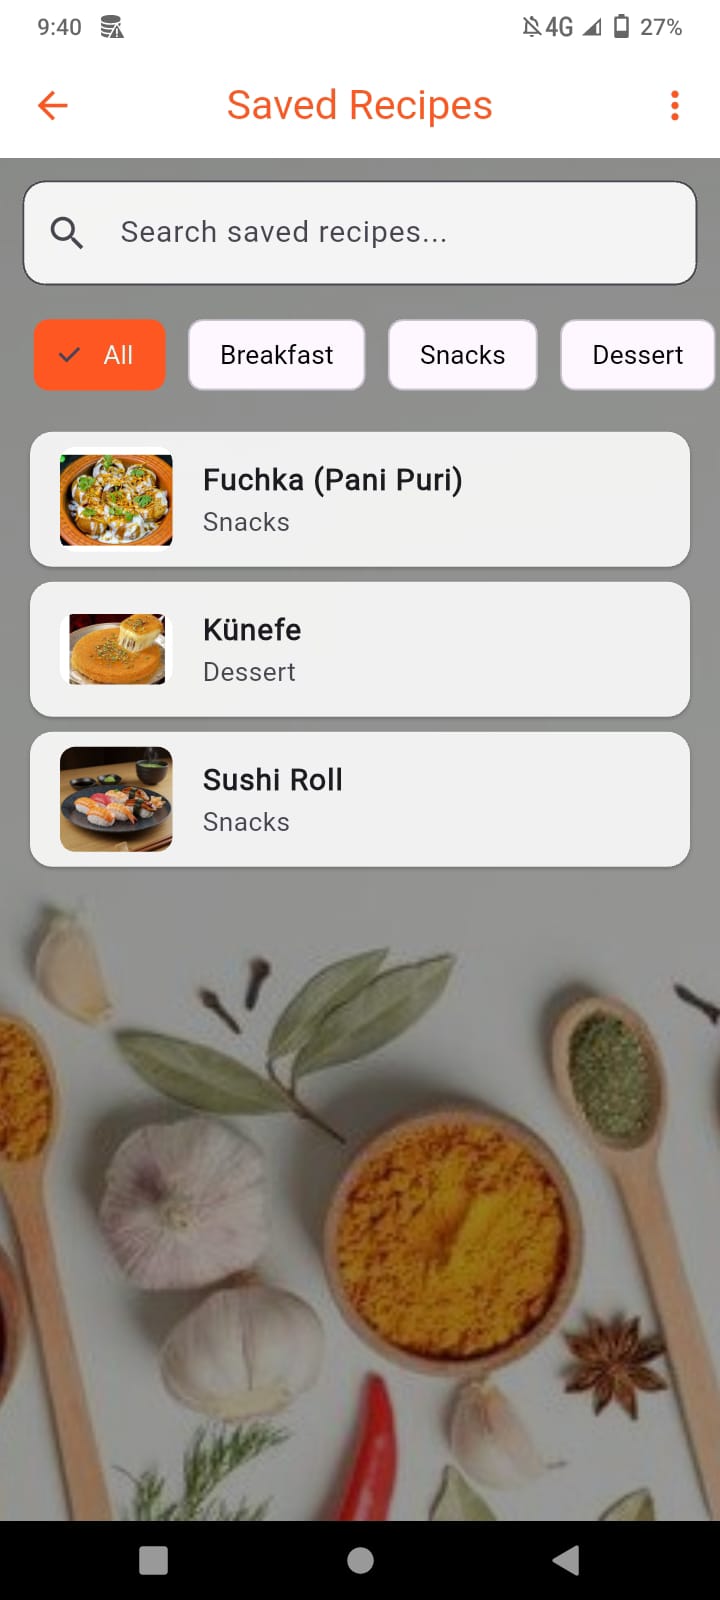 9:40
4G
27%
Saved Recipes
Search saved recipes...
All
Breakfast
Snacks
Dessert
Fuchka (Pani Puri)
Snacks
Künefe
Dessert
Sushi Roll
Snacks